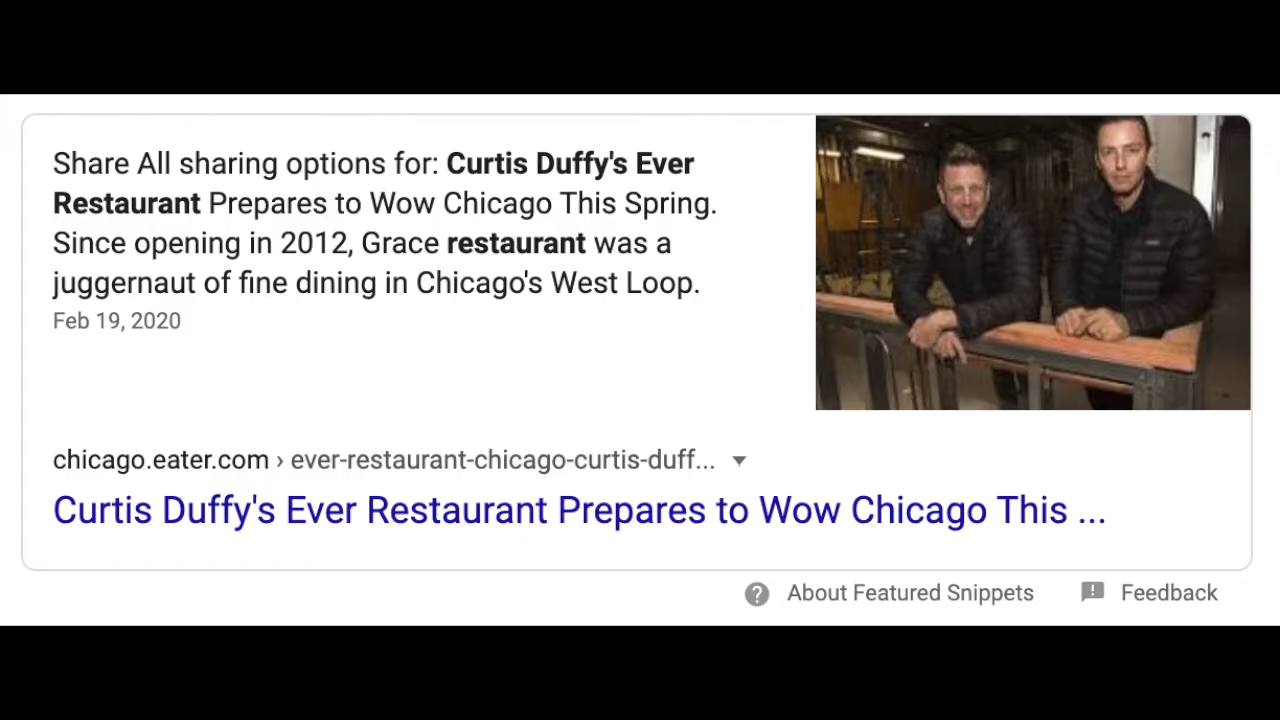 Share All sharing options for: Curtis Duffy's Ever
Restaurant Prepares to Wow Chicago This Spring.
Since opening in 2012, Grace restaurant was a
juggernaut of fine dining in Chicago's West Loop.
Feb 19, 2020
chicago.eater.com › ever-restaurant-chicago-curtis-duff...
Curtis Duffy's Ever Restaurant Prepares to Wow Chicago This ...
About Featured Snippets
Feedback